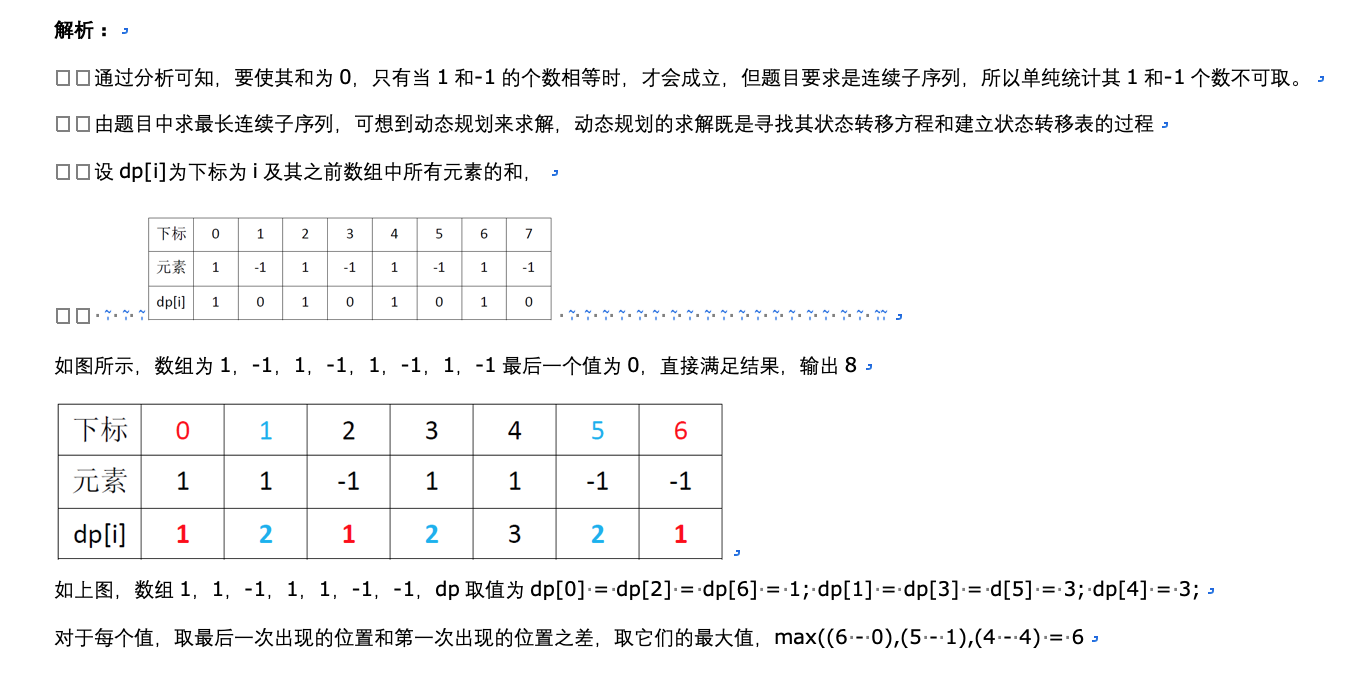 解析：
通过分析可知，要使其和为 0，只有当 1 和-1 的个数相等时，才会成立，但题目要求是连续子序列，所以单纯统计其 1 和-1 个数不可取。
由题目中求最长连续子序列，可想到动态规划来求解，动态规划的求解既是寻找其状态转移方程和建立状态转移表的过程
设 dp[i]为下标为 i 及其之前数组中所有元素的和，
下标 0 1 2 3 4 5 6 7
元素 1 -1 1 -1 1 -1 1 -1
dp[i] 1 0 1 0 1 0 1 0
如图所示，数组为 1，-1，1，-1，1，-1，1，-1 最后一个值为 0，直接满足结果，输出 8
下标 0 1 2 3 4 5 6
元素 1 1 -1 1 1 -1 -1
dp[i] 1 2 1 2 3 2 1
如上图，数组 1，1，-1，1，1，-1，-1，dp 取值为 dp[0] = dp[2] = dp[6] = 1; dp[1] = dp[3] = d[5] = 3; dp[4] = 3;
对于每个值，取最后一次出现的位置和第一次出现的位置之差，取它们的最大值，max((6 - 0),(5 - 1),(4 - 4) = 6